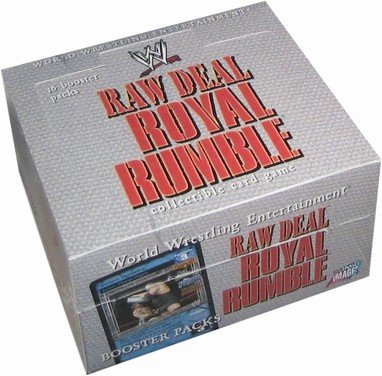 WORLD WRESTLING ENTERTAINMENT
W
36 booster
packs.
RAW DEAL
ROYAL
RUMBLE
collectible card game
World Wrestling Entertainment
RAW DEAL
ROYAL
RUMBLE
BOOSTER PACKS
IMAGE